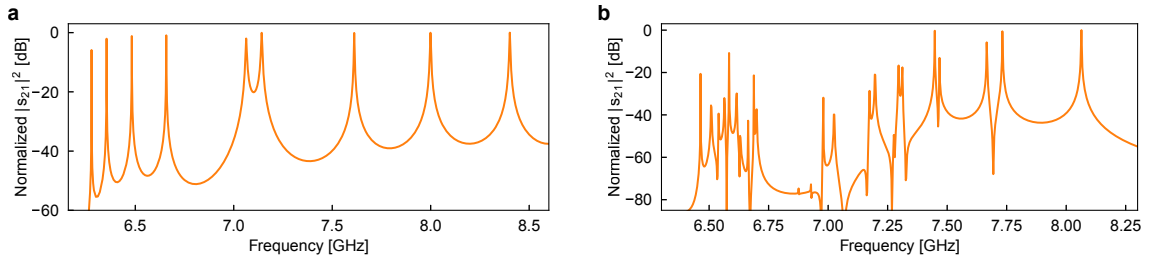 a
Normalized |s₂₁|² [dB]
0
−20
−40
−60
6.5 7.0 7.5 8.0 8.5
Frequency [GHz]
b
Normalized |s₂₁|² [dB]
0
−20
−40
−60
−80
6.50 6.75 7.00 7.25 7.50 7.75 8.00 8.25
Frequency [GHz]